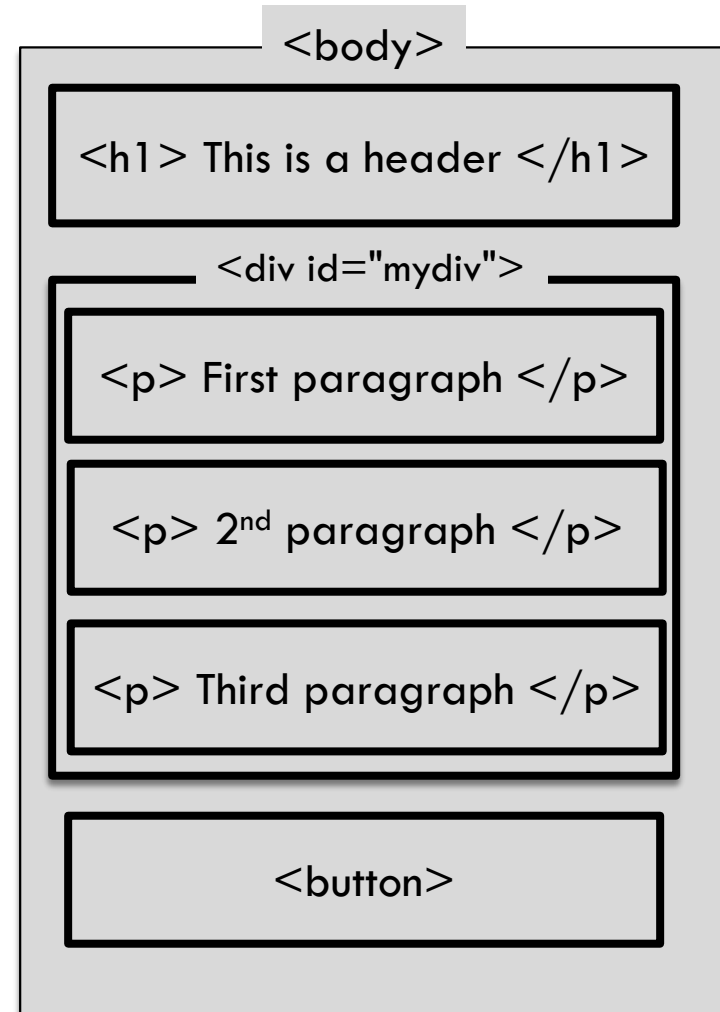 <body>
<h1> This is a header </h1>
<div id="mydiv">
<p> First paragraph </p>
<p> 2nd paragraph </p>
<p> Third paragraph </p>
<button>